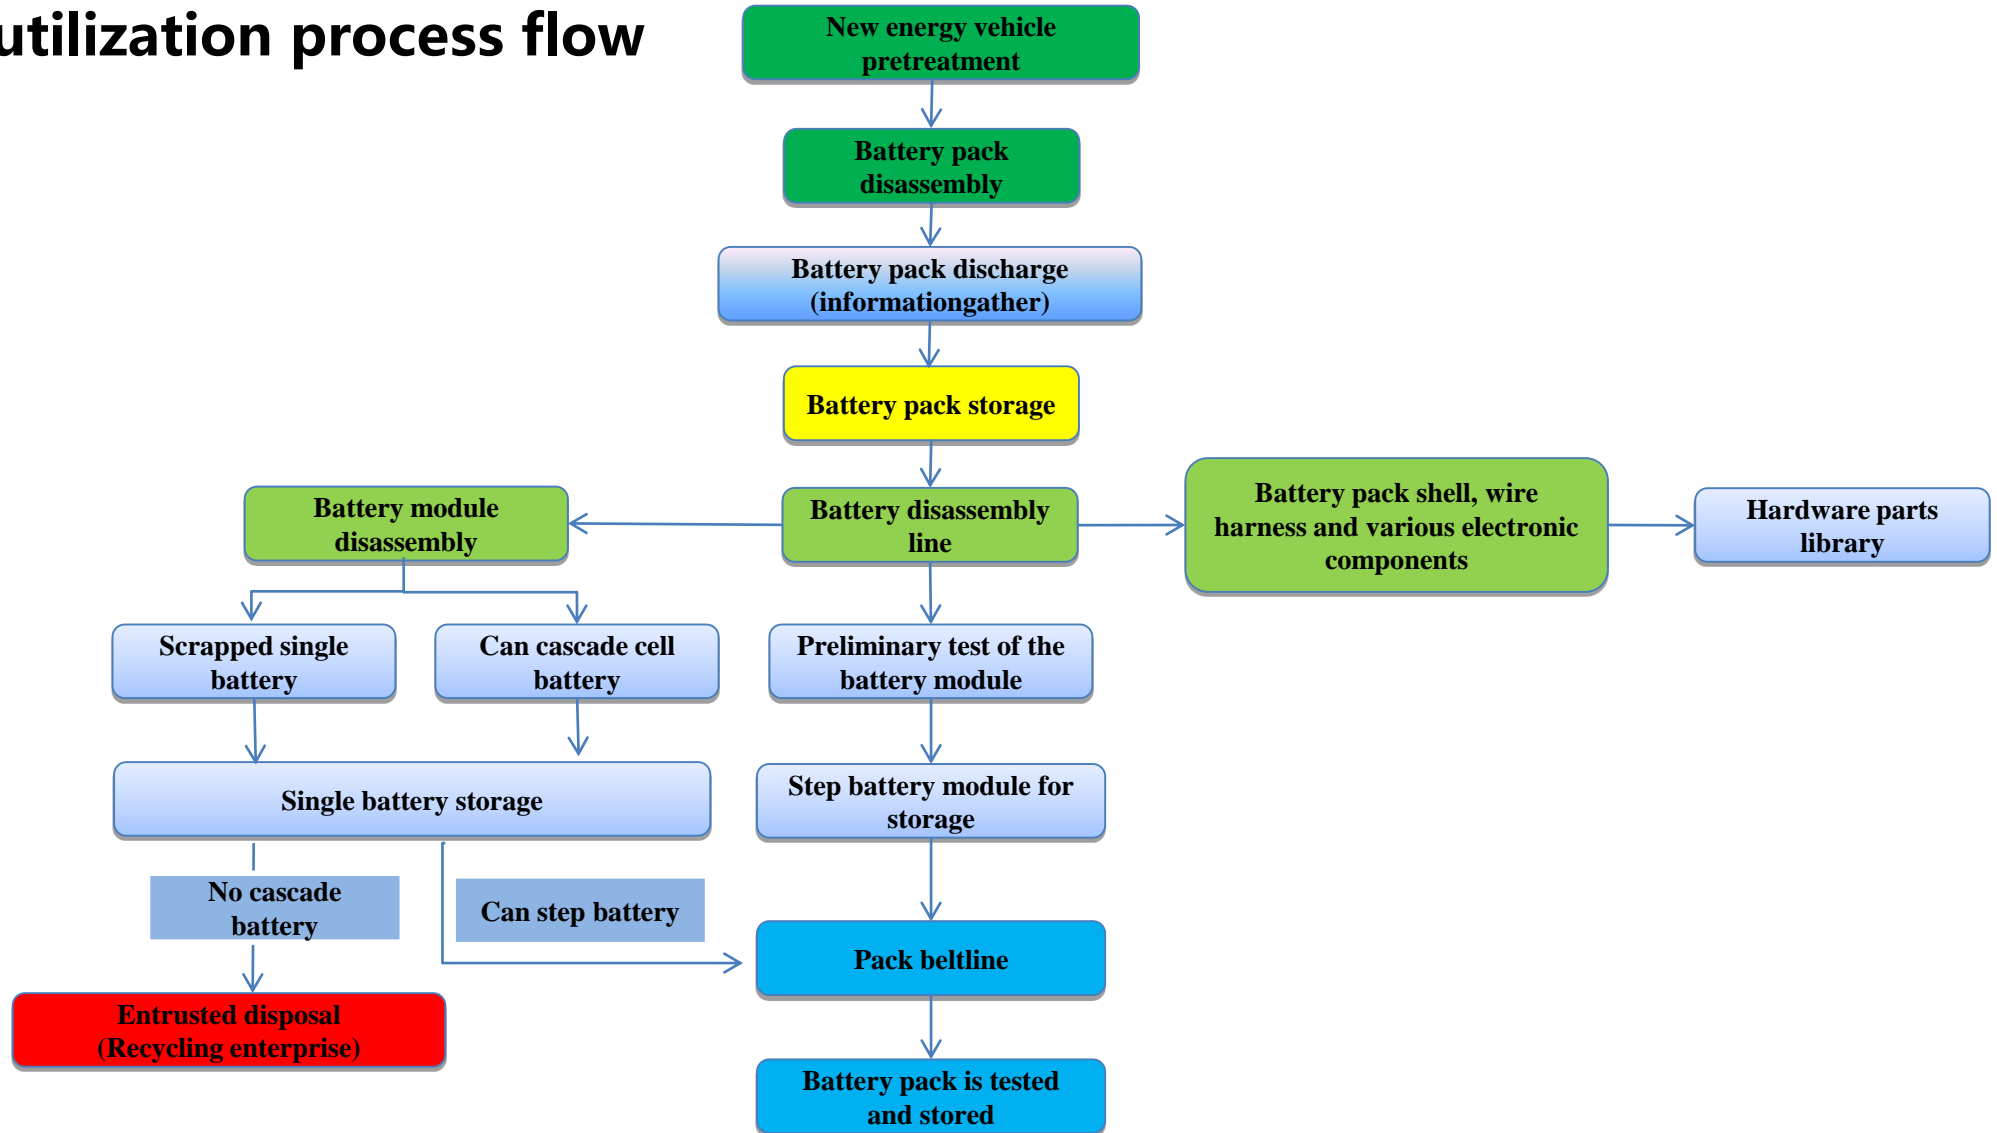 utilization process flow
New energy vehicle
pretreatment
Battery pack
disassembly
Battery pack discharge
(informationgather)
Battery pack storage
Battery module
disassembly
Battery disassembly
line
Battery pack shell, wire
harness and various electronic
components
Hardware parts
library
Scrapped single
battery
Can cascade cell
battery
Preliminary test of the
battery module
Single battery storage
Step battery module for
storage
No cascade
battery
Can step battery
Pack beltline
Entrusted disposal
(Recycling enterprise)
Battery pack is tested
and stored